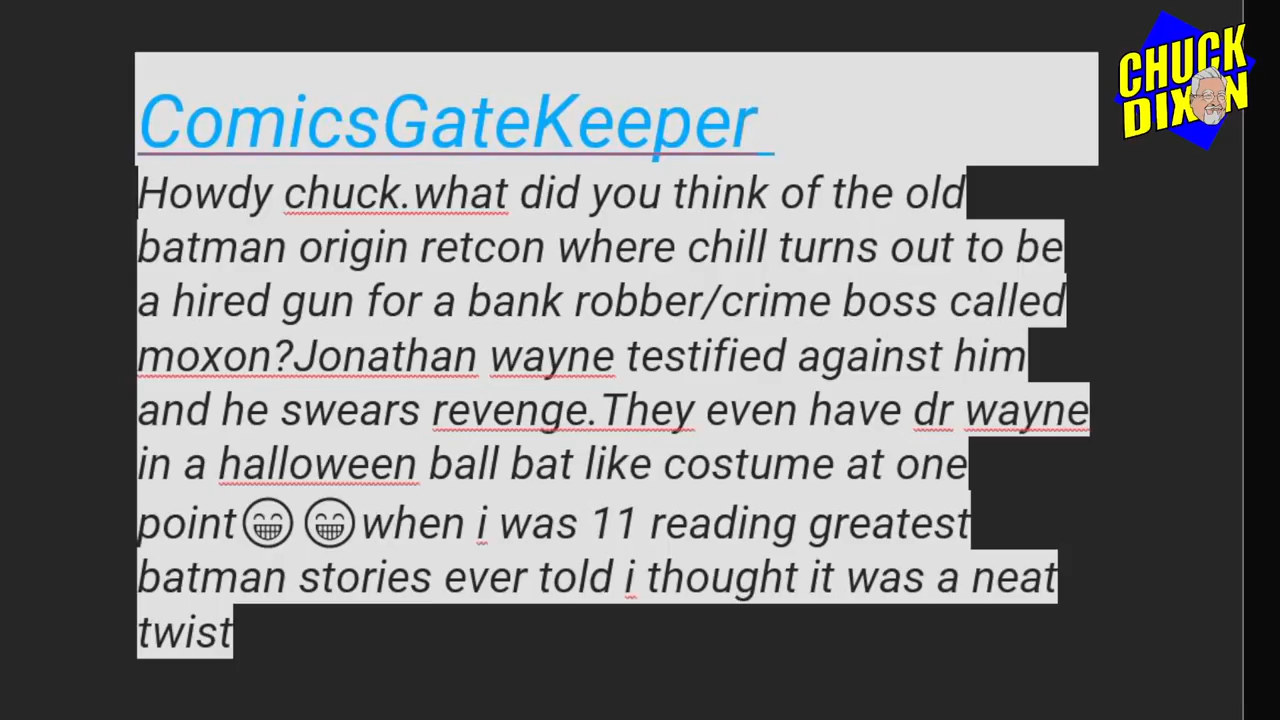 CHUCK
DIXON
ComicsGateKeeper
Howdy chuck.what did you think of the old
batman origin retcon where chill turns out to be
a hired gun for a bank robber/crime boss called
moxon?Jonathan wayne testified against him
and he swears revenge.They even have dr wayne
in a halloween ball bat like costume at one
point😁😁when i was 11 reading greatest
batman stories ever told i thought it was a neat
twist